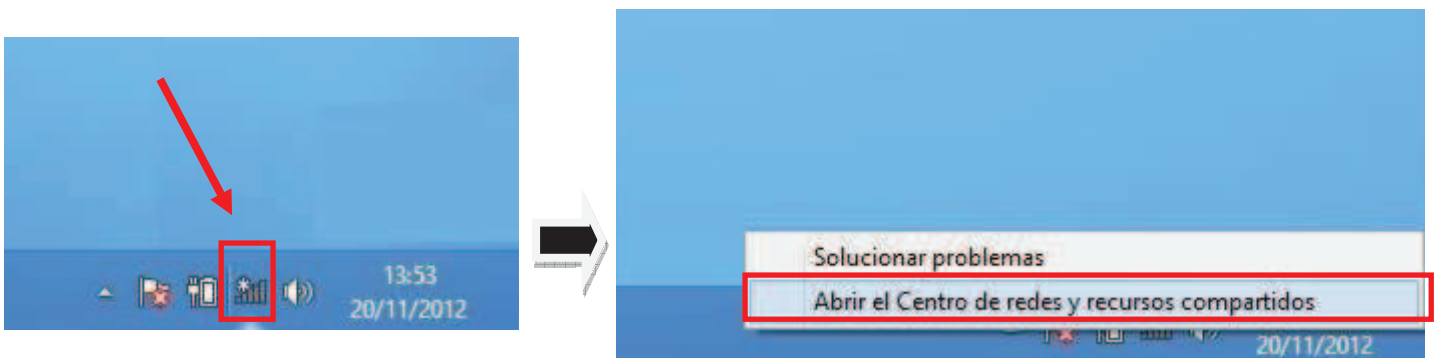 13:53
20/11/2012
Solucionar problemas
Abrir el Centro de redes y recursos compartidos
20/11/2012